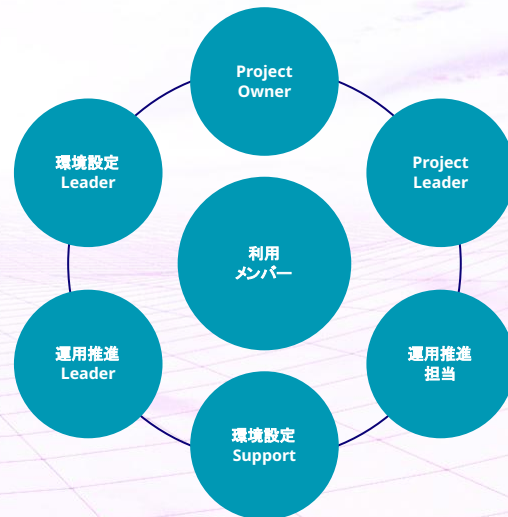 Project
Owner
環境設定
Leader
Project
Leader
利用
メンバー
運用推進
Leader
運用推進
担当
環境設定
Support